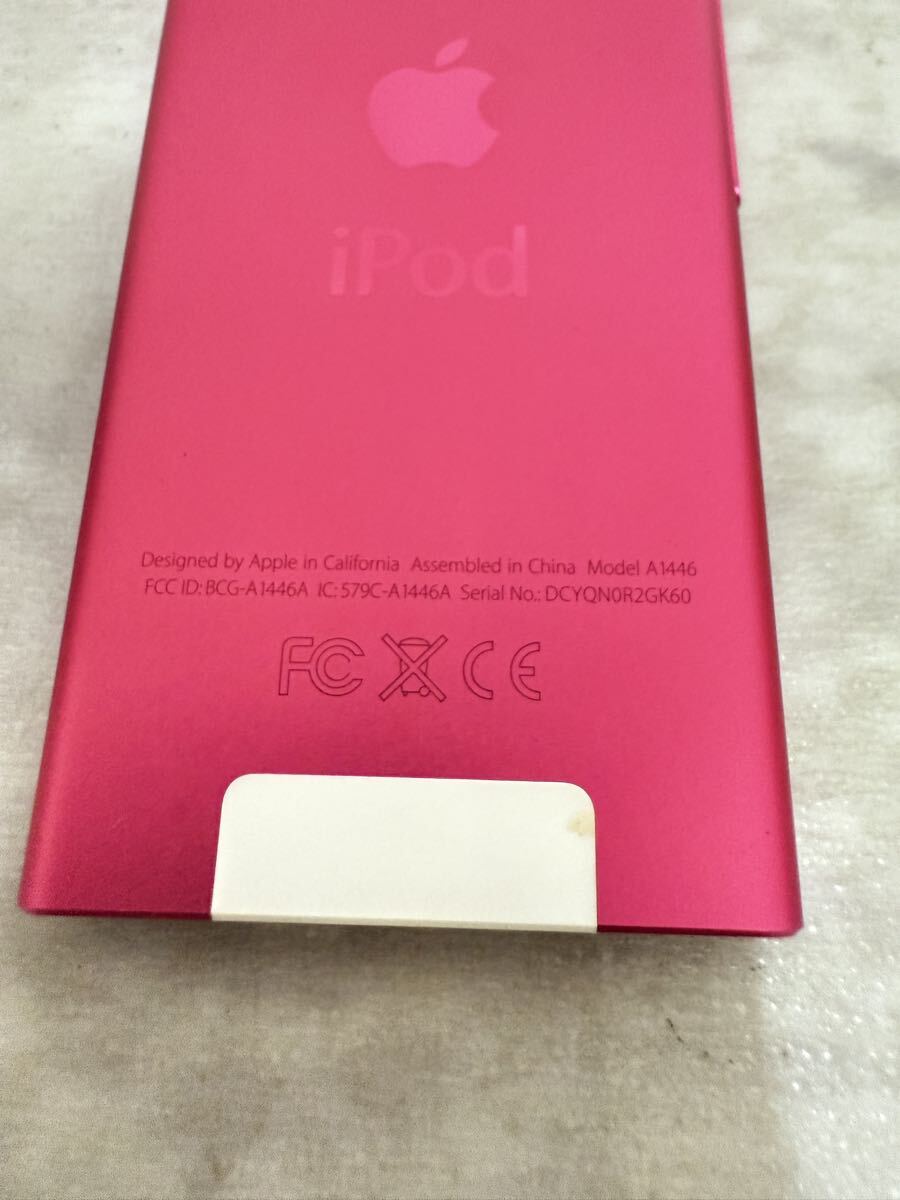 iPod
Designed by Apple in California Assembled in China Model A1446
FCC ID: BCG-A1446A IC: 579C-A1446A Serial No.: DCYQN0R2GK60
FC CE